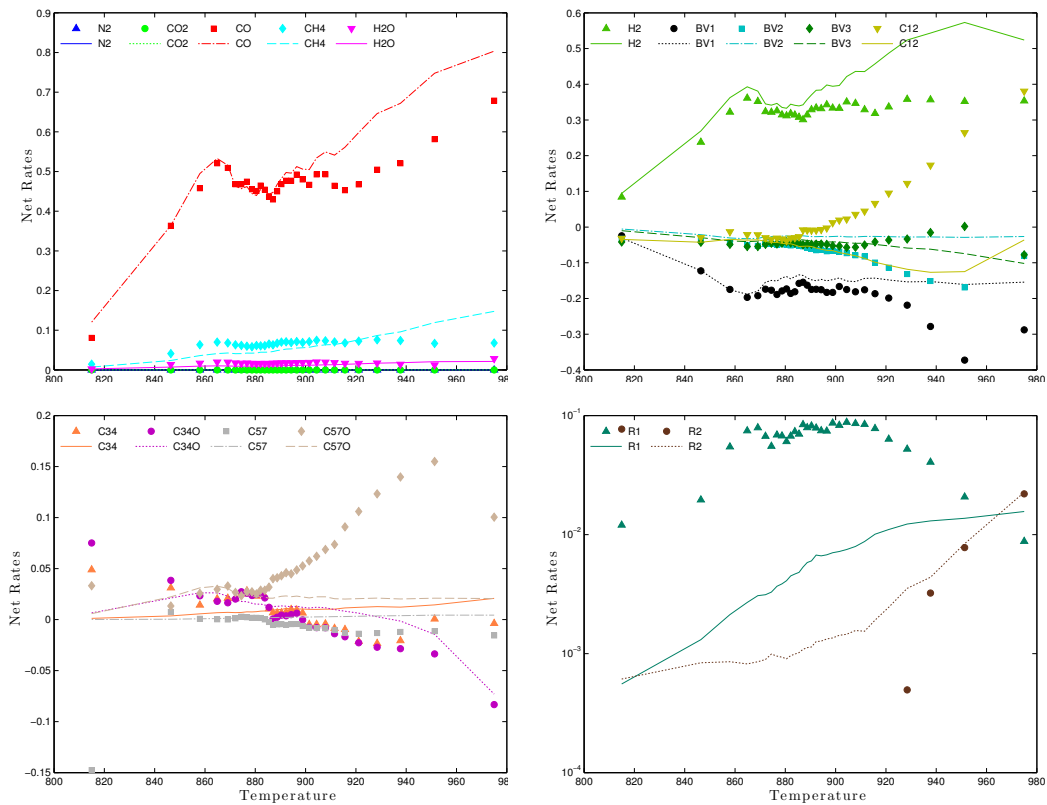 N2 CO2 CO CH4 H2O
N2 CO2 CO CH4 H2O
0.9
0.8
0.7
0.6
0.5
0.4
0.3
0.2
0.1
0
Net Rates
800 820 840 860 880 900 920 940 960 980
H2 BV1 BV2 BV3 C12
H2 BV1 BV2 BV3 C12
0.6
0.5
0.4
0.3
0.2
0.1
0
−0.1
−0.2
−0.3
−0.4
Net Rates
800 820 840 860 880 900 920 940 960 980
C34 C34O C57 C57O
C34 C34O C57 C57O
0.2
0.15
0.1
0.05
0
−0.05
−0.1
−0.15
Net Rates
800 820 840 860 880 900 920 940 960 980
Temperature
R1 R2
R1 R2
10−1
10−2
10−3
10−4
Net Rates
800 820 840 860 880 900 920 940 960 980
Temperature